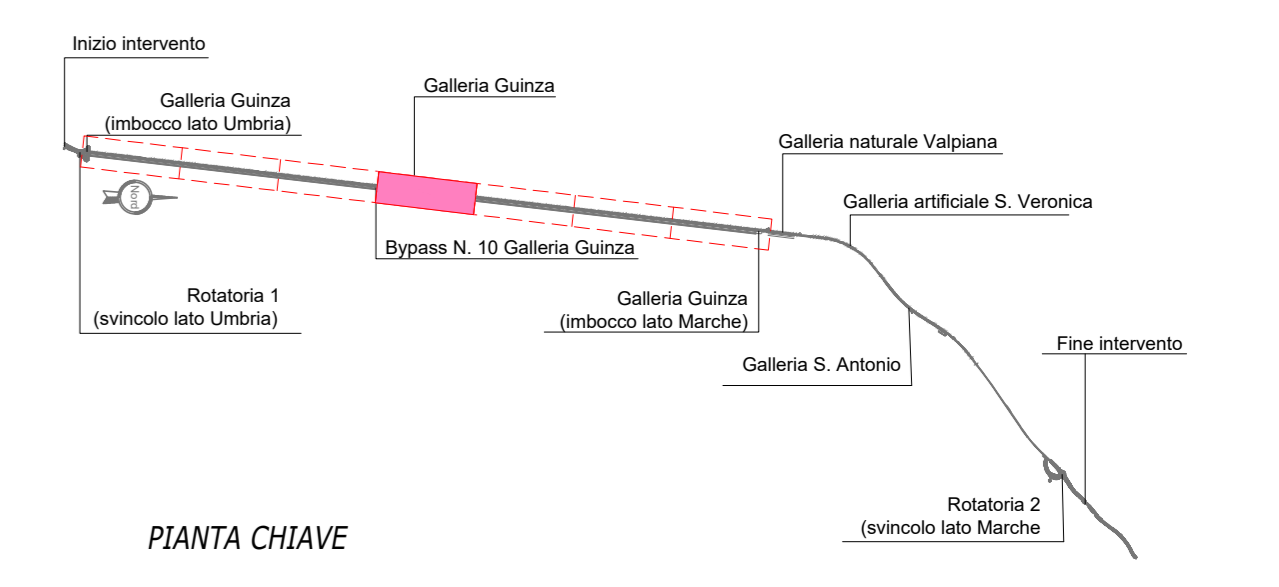 Inizio intervento
Galleria Guinza
(imbocco lato Umbria)
Galleria Guinza
Galleria naturale Valpiana
Galleria artificiale S. Veronica
Nord
Bypass N. 10 Galleria Guinza
Rotatoria 1
(svincolo lato Umbria)
Galleria Guinza
(imbocco lato Marche)
Galleria S. Antonio
Fine intervento
Rotatoria 2
(svincolo lato Marche
PIANTA CHIAVE